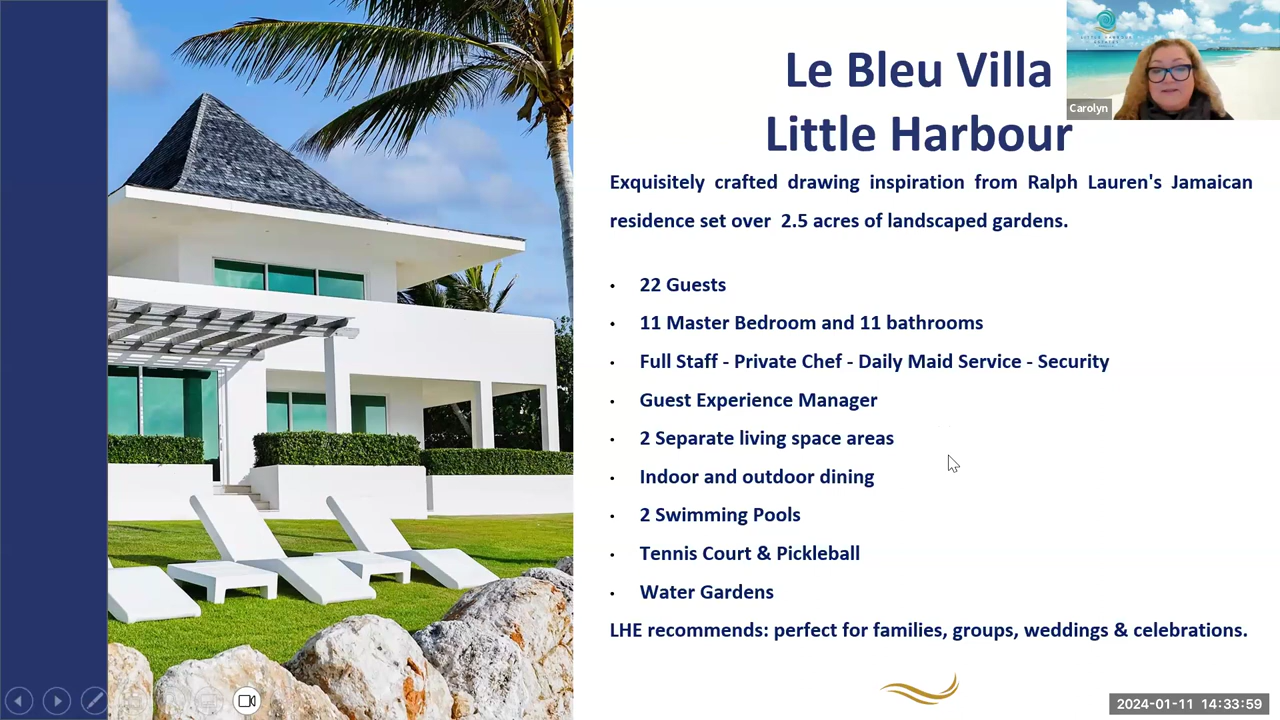 Le Bleu Villa
Little Harbour
Carolyn
Exquisitely crafted drawing inspiration from Ralph Lauren's Jamaican
residence set over 2.5 acres of landscaped gardens.
• 22 Guests
• 11 Master Bedroom and 11 bathrooms
• Full Staff - Private Chef - Daily Maid Service - Security
• Guest Experience Manager
• 2 Separate living space areas
• Indoor and outdoor dining
• 2 Swimming Pools
• Tennis Court & Pickleball
• Water Gardens
LHE recommends: perfect for families, groups, weddings & celebrations.
2024-01-11 14:33:59